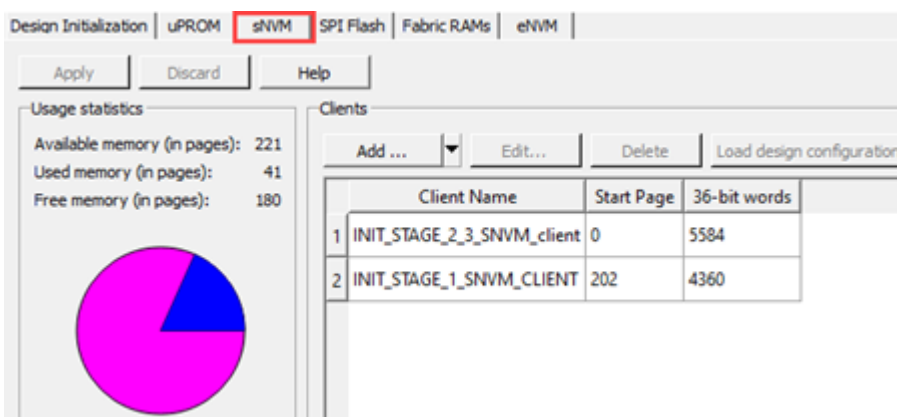 Design Initialization uPROM sNVM SPI Flash Fabric RAMs eNVM
Apply Discard Help
Usage statistics
Available memory (in pages): 221
Used memory (in pages): 41
Free memory (in pages): 180
Clients
Add ... Edit... Delete Load design configuration
Client Name Start Page 36-bit words
1 INIT_STAGE_2_3_SNVM_client 0 5584
2 INIT_STAGE_1_SNVM_CLIENT 202 4360